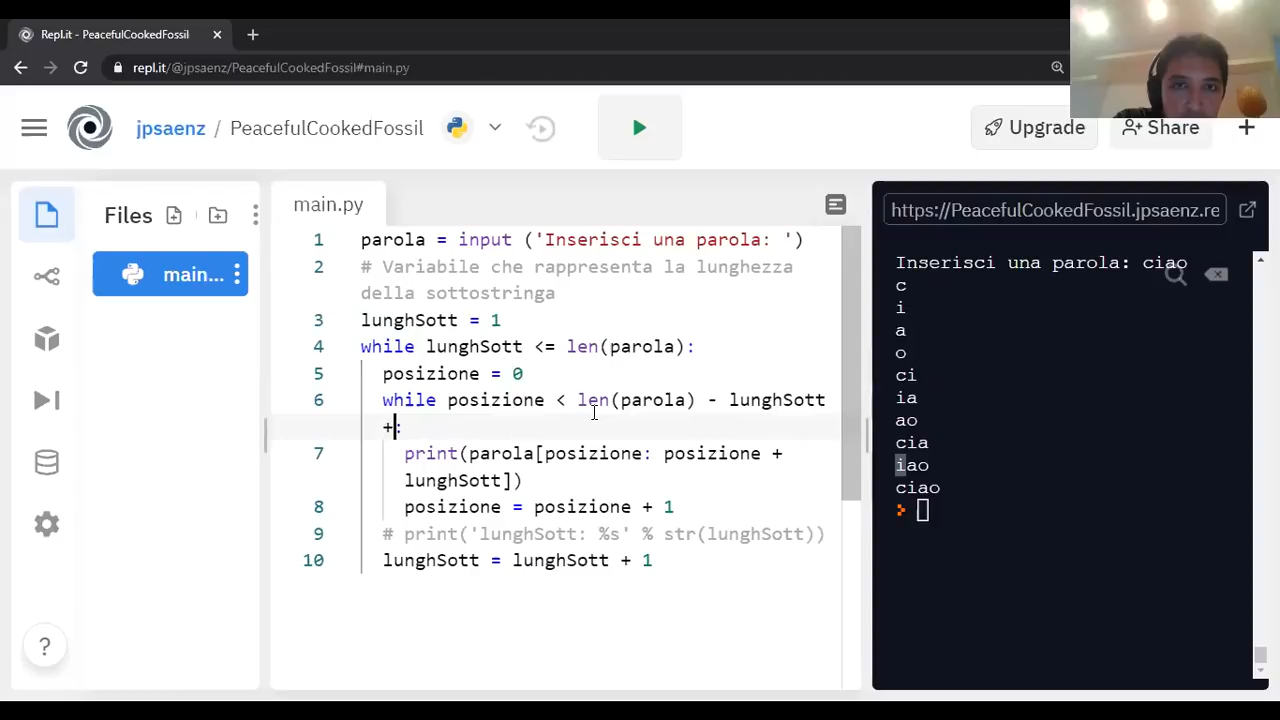 Repl.it - PeacefulCookedFossil
repl.it/@jpsaenz/PeacefulCookedFossil#main.py
jpsaenz / PeacefulCookedFossil
Upgrade
Share
Files
main...
main.py
1 parola = input ('Inserisci una parola: ')
2 # Variabile che rappresenta la lunghezza
della sottostringa
3 lunghSott = 1
4 while lunghSott <= len(parola):
5 posizione = 0
6 while posizione < len(parola) - lunghSott
+:
7 print(parola[posizione: posizione +
lunghSott])
8 posizione = posizione + 1
9 # print('lunghSott: %s' % str(lunghSott))
10 lunghSott = lunghSott + 1
https://PeacefulCookedFossil.jpsaenz.re
Inserisci una parola: ciao
c
i
a
o
ci
ia
ao
cia
iao
ciao
?